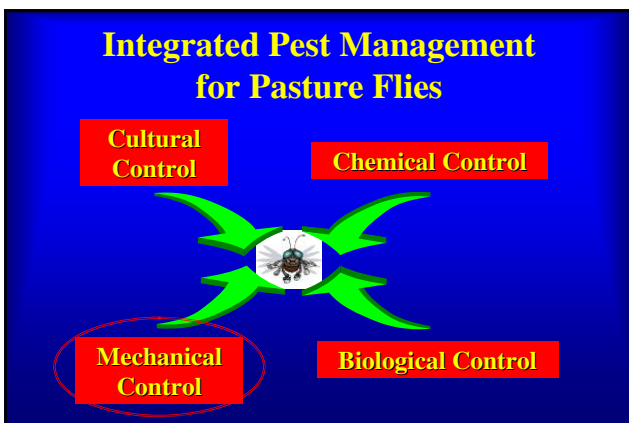 Integrated Pest Management
for Pasture Flies
Cultural
Control
Chemical Control
Mechanical
Control
Biological Control